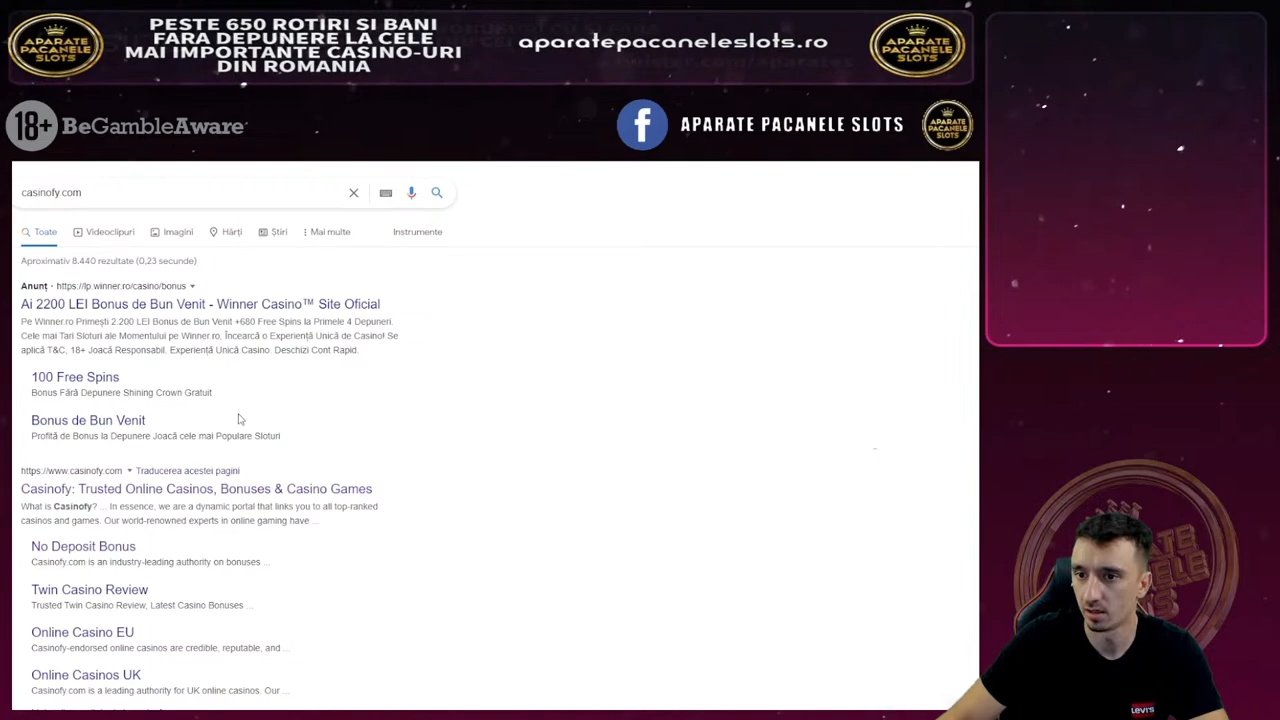 PESTE 650 ROTIRI SI BANI
FARA DEPUNERE LA CELE
MAI IMPORTANTE CASINO-URI
DIN ROMANIA
aparatepacaneleslots.ro
APARATE
PACANELE
SLOTS
APARATE
PACANELE
SLOTS
18+ BeGambleAware
f APARATE PACANELE SLOTS
APARATE
PACANELE
SLOTS
casinofy.com
Toate Videoclipuri Imagini Hărți Știri Mai multe Instrumente
Aproximativ 8.440 rezultate (0,23 secunde)
Anunț · https://lp.winner.ro/casino/bonus
Ai 2200 LEI Bonus de Bun Venit - Winner Casino™ Site Oficial
Pe Winner.ro Primești 2.200 LEI Bonus de Bun Venit +680 Free Spins la Primele 4 Depuneri.
Cele mai Tari Sloturi ale Momentului pe Winner.ro, Încearcă o Experiență Unică de Casino! Se
aplică T&C, 18+ Joacă Responsabil. Experiență Unică Casino. Deschizi Cont Rapid.
100 Free Spins
Bonus Fără Depunere Shining Crown Gratuit
Bonus de Bun Venit
Profită de Bonus la Depunere Joacă cele mai Populare Sloturi
https://www.casinofy.com Traducerea acestei pagini
Casinofy: Trusted Online Casinos, Bonuses & Casino Games
What is Casinofy? ... In essence, we are a dynamic portal that links you to all top-ranked
casinos and games. Our world-renowned experts in online gaming have ...
No Deposit Bonus
Casinofy.com is an industry-leading authority on bonuses ...
Twin Casino Review
Trusted Twin Casino Review, Latest Casino Bonuses ...
Online Casino EU
Casinofy-endorsed online casinos are credible, reputable, and ...
Online Casinos UK
Casinofy.com is a leading authority for UK online casinos. Our ...
Levi's